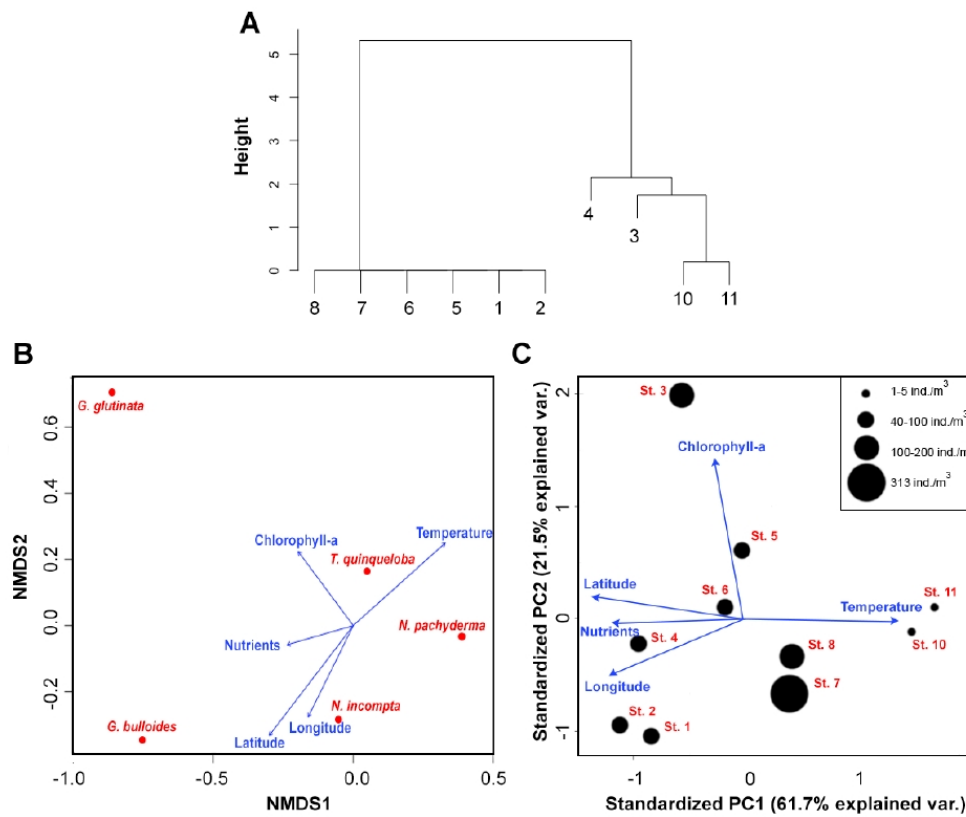 A
Height
5
4
3
2
1
0
4
3
10 11
8 7 6 5 1 2
B
NMDS2
0.6
0.4
0.2
0.0
-0.2
G. glutinata
Chlorophyll-a
Temperature
T. quinqueloba
Nutrients
N. pachyderma
N. incompta
Longitude
Latitude
G. bulloides
-1.0 -0.5 0.0 0.5
NMDS1
C
Standardized PC2 (21.5% explained var.)
2
1
0
-1
St. 3
1-5 ind./m³
40-100 ind./m³
100-200 ind./m
313 ind./m³
Chlorophyll-a
St. 5
Latitude
St. 6
Temperature
St. 11
Nutrients
St. 4
St. 8
St. 10
Longitude
St. 7
St. 2
St. 1
-1 0 1
Standardized PC1 (61.7% explained var.)